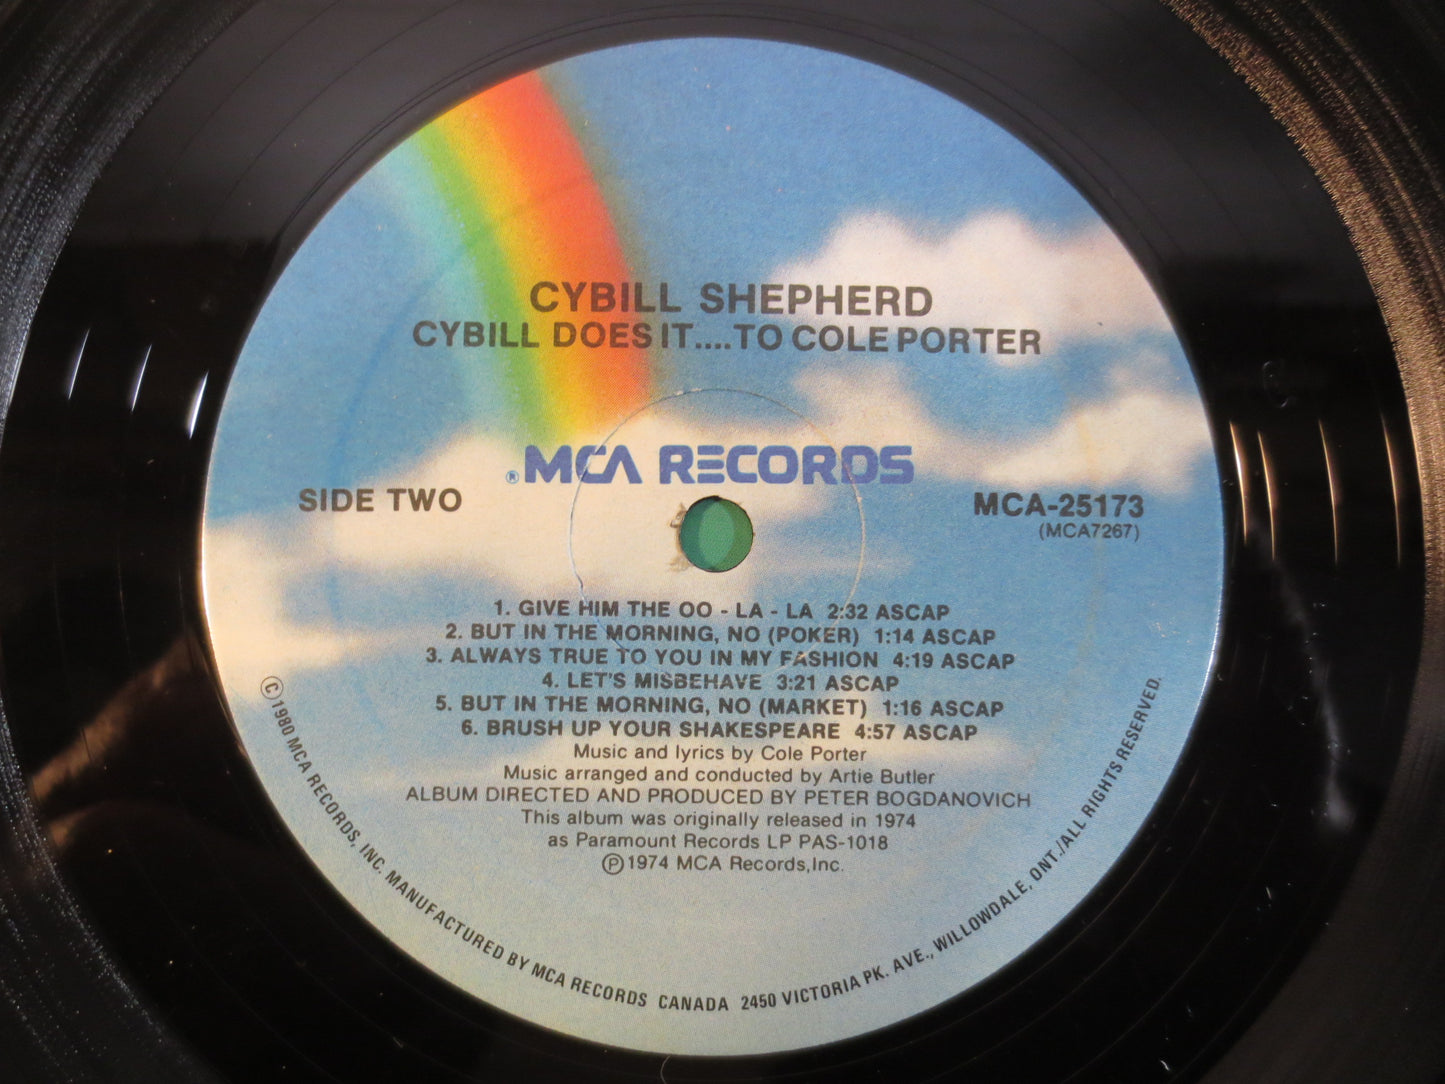 CYBILL SHEPHERD
CYBILL DOES IT....TO COLE PORTER
® MCA RECORDS
SIDE TWO
MCA-25173
(MCA7267)
1. GIVE HIM THE OO - LA - LA 2:32 ASCAP
2. BUT IN THE MORNING, NO (POKER) 1:14 ASCAP
3. ALWAYS TRUE TO YOU IN MY FASHION 4:19 ASCAP
4. LET'S MISBEHAVE 3:21 ASCAP
5. BUT IN THE MORNING, NO (MARKET) 1:16 ASCAP
6. BRUSH UP YOUR SHAKESPEARE 4:57 ASCAP
Music and lyrics by Cole Porter
Music arranged and conducted by Artie Butler
ALBUM DIRECTED AND PRODUCED BY PETER BOGDANOVICH
This album was originally released in 1974
as Paramount Records LP PAS-1018
℗1974 MCA Records,Inc.
©1980 MCA RECORDS, INC. MANUFACTURED BY MCA RECORDS CANADA 2450 VICTORIA PK. AVE., WILLOWDALE, ONT./ALL RIGHTS RESERVED.